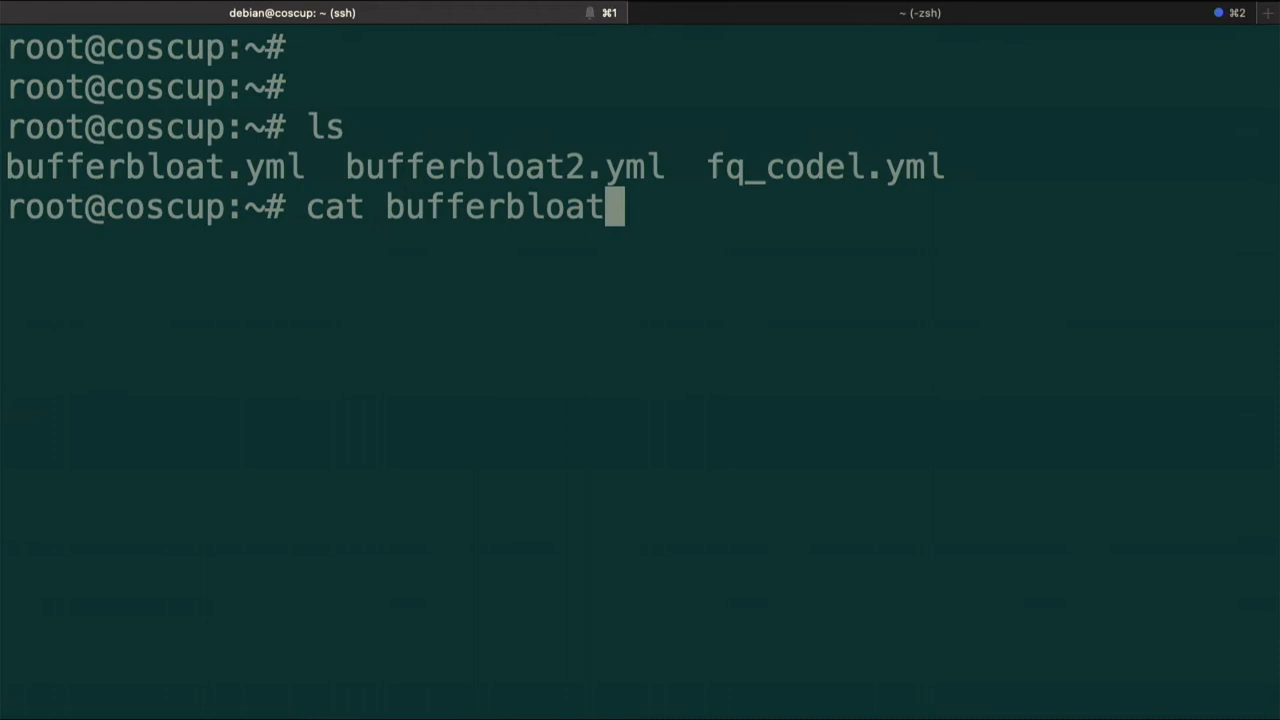 debian@coscup: ~ (ssh) ⌘1 ~ (-zsh) ⌘2 +
root@coscup:~#
root@coscup:~#
root@coscup:~# ls
bufferbloat.yml bufferbloat2.yml fq_codel.yml
root@coscup:~# cat bufferbloat